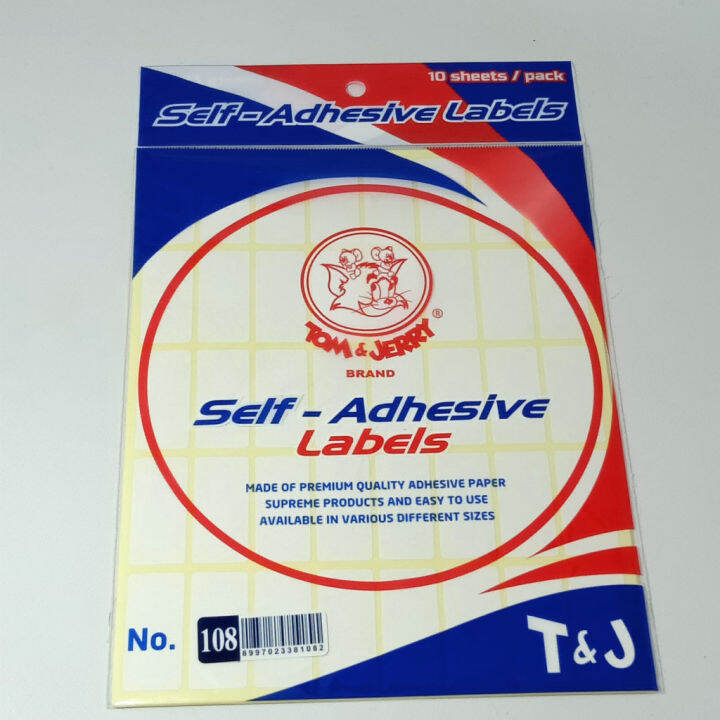 10 sheets / pack
Self-Adhesive Labels
TOM & JERRY ®
BRAND
Self - Adhesive
Labels
MADE OF PREMIUM QUALITY ADHESIVE PAPER
SUPREME PRODUCTS AND EASY TO USE
AVAILABLE IN VARIOUS DIFFERENT SIZES
No. 108
8997023381082
T & J